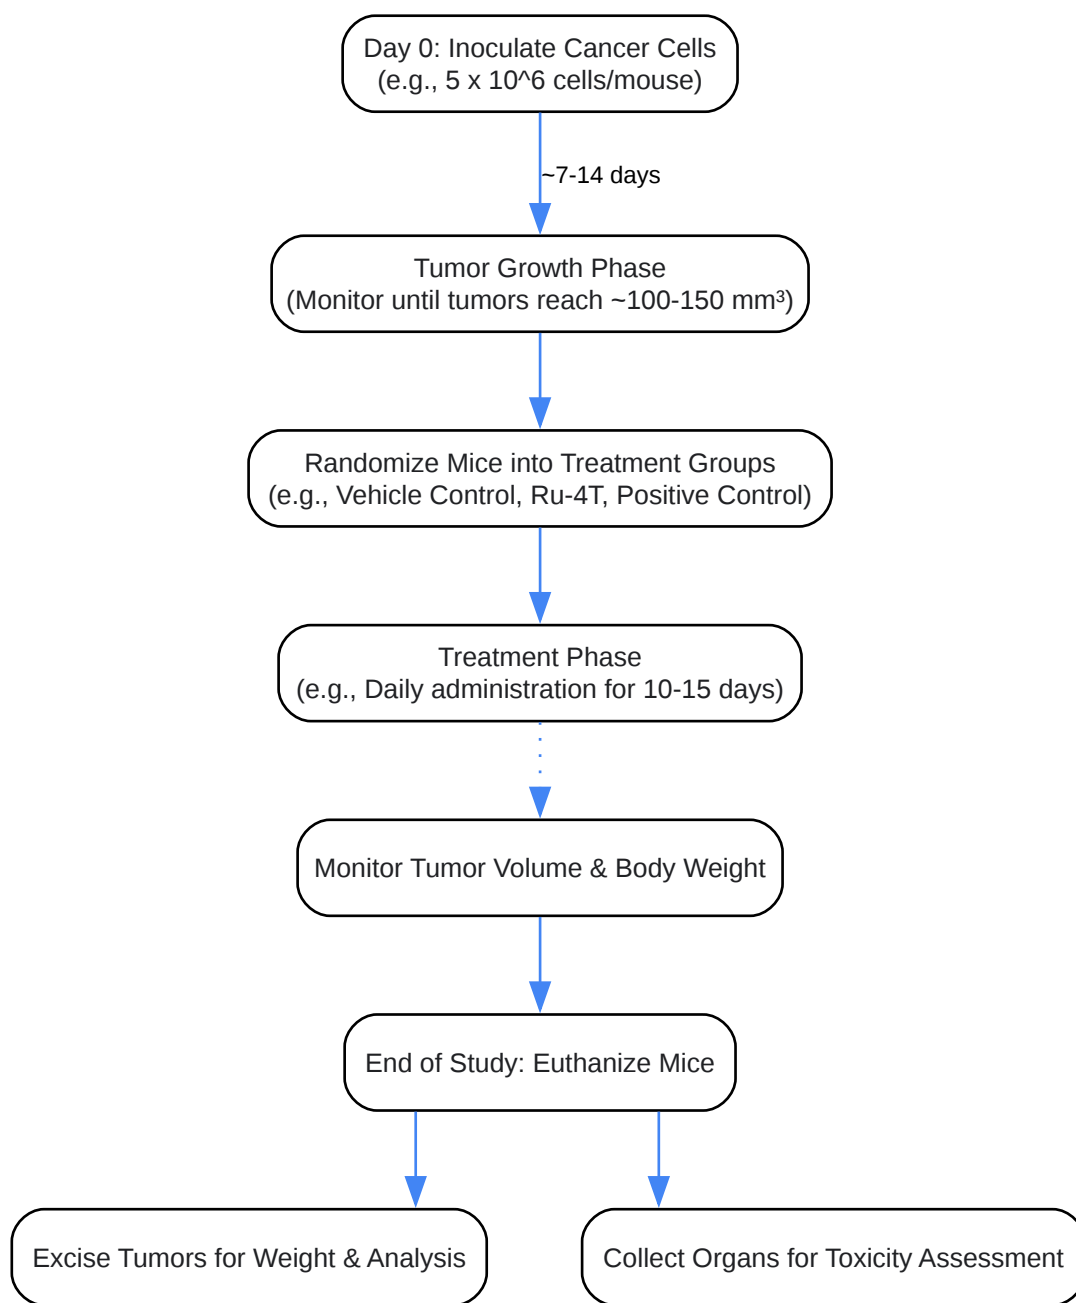 Day 0: Inoculate Cancer Cells
(e.g., 5 x 10^6 cells/mouse)
~7-14 days
Tumor Growth Phase
(Monitor until tumors reach ~100-150 mm³)
Randomize Mice into Treatment Groups
(e.g., Vehicle Control, Ru-4T, Positive Control)
Treatment Phase
(e.g., Daily administration for 10-15 days)
Monitor Tumor Volume & Body Weight
End of Study: Euthanize Mice
Excise Tumors for Weight & Analysis
Collect Organs for Toxicity Assessment